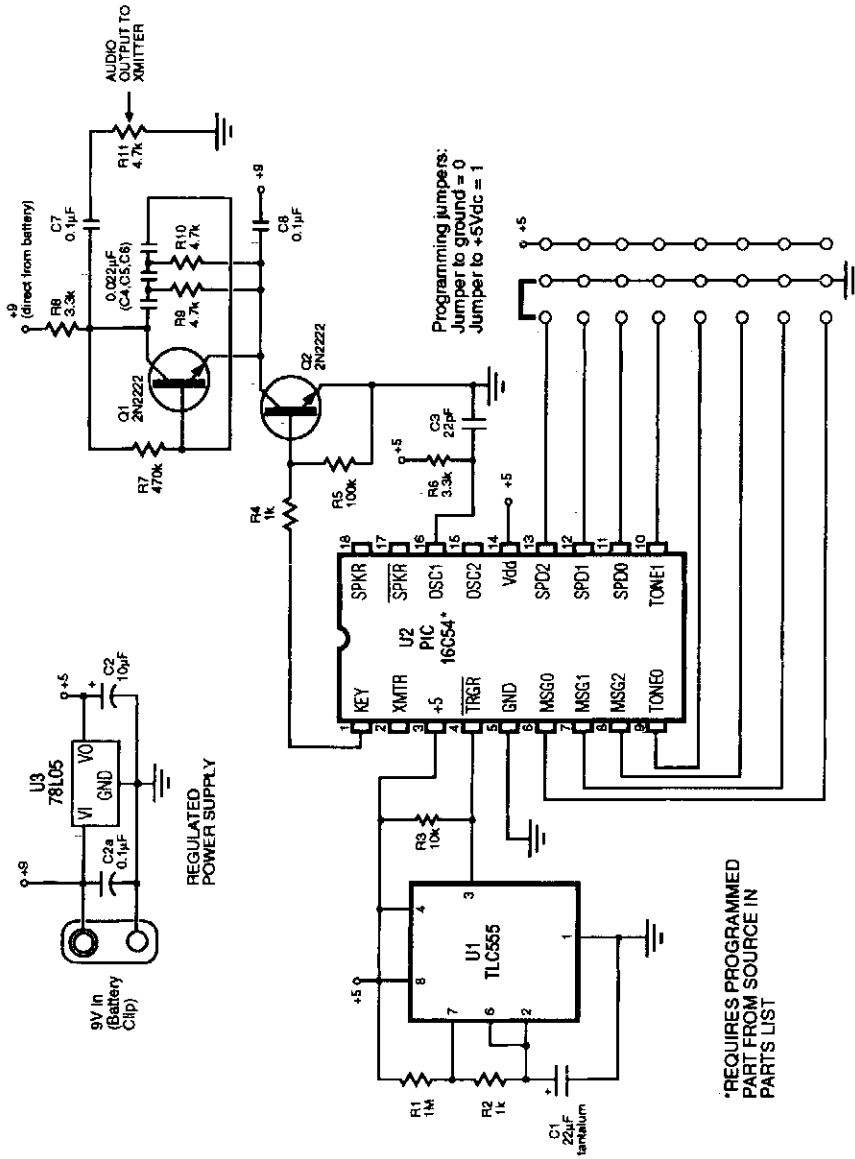 9V In
(Battery
Clip)
+9
C2a
0.1µF
U3
78L05
VI
VO
GND
+5
+
C2
10µF
REGULATED
POWER SUPPLY
+9
(direct from battery)
R8
3.3k
C7
0.1µF
AUDIO
OUTPUT TO
XMITTER
R11
4.7k
R7
470k
Q1
2N2222
0.022µF
(C4,C5,C6)
R9
4.7k
R10
4.7k
+9
C8
0.1µF
R4
1k
R5
100k
Q2
2N2222
+5
R6
3.3k
C3
22pF
+5
Programming jumpers:
Jumper to ground = 0
Jumper to +5Vdc = 1
+5
1
KEY
2
XMTR
3
+5
4
TRGR
5
GND
6
MSG0
7
MSG1
8
MSG2
9
TONE0
U2
PIC
16C54*
18
SPKR
17
SPKR
16
OSC1
15
OSC2
14
Vdd
13
SPD2
12
SPD1
11
SPD0
10
TONE1
R3
10k
+5
R1
1M
R2
1k
+
C1
22µF
tantalum
7
6
2
8
4
3
1
U1
TLC555
*REQUIRES PROGRAMMED
PART FROM SOURCE IN
PARTS LIST